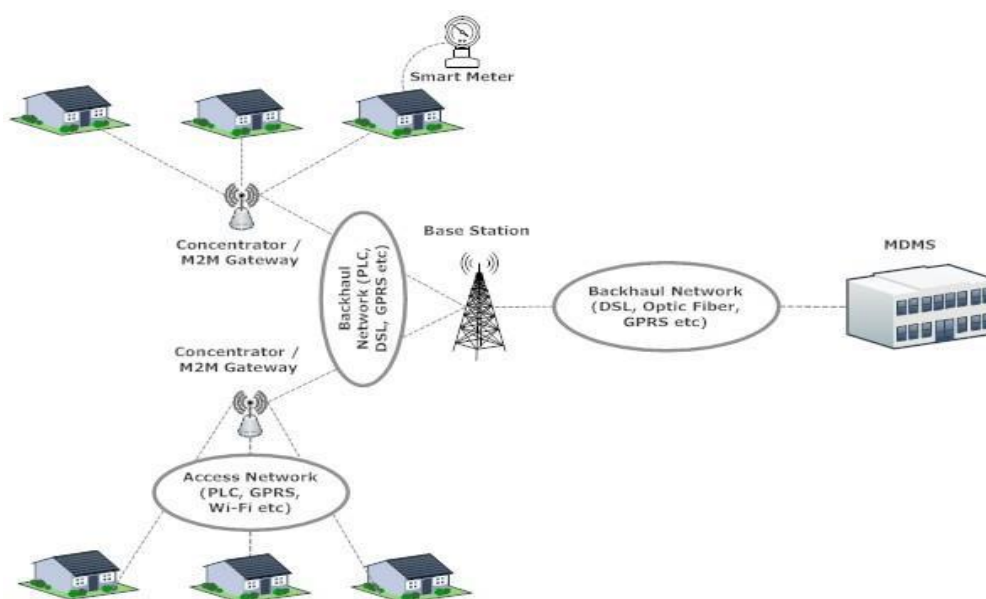 Smart Meter
Concentrator /
M2M Gateway
Backhaul
Network (PLC,
DSL, GPRS etc)
Base Station
Backhaul Network
(DSL, Optic Fiber,
GPRS etc)
MDMS
Concentrator /
M2M Gateway
Access Network
(PLC, GPRS,
Wi-Fi etc)